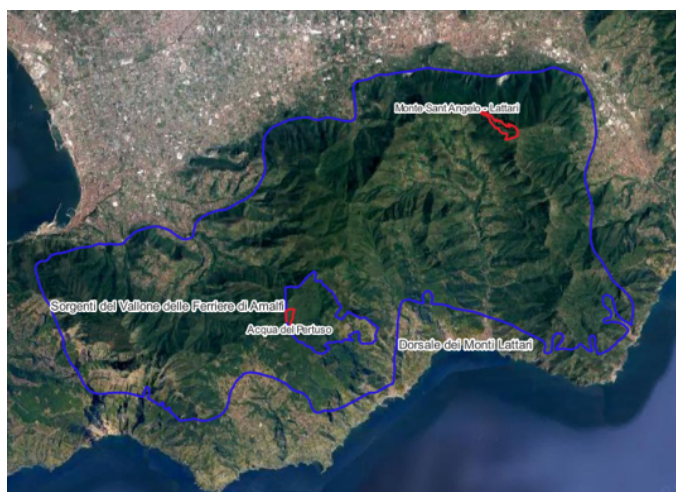 Monte Sant Angelo - Lattari
Sorgenti del Vallone delle Ferriere di Amalfi
Acqua del Pertuso
Dorsale dei Monti Lattari